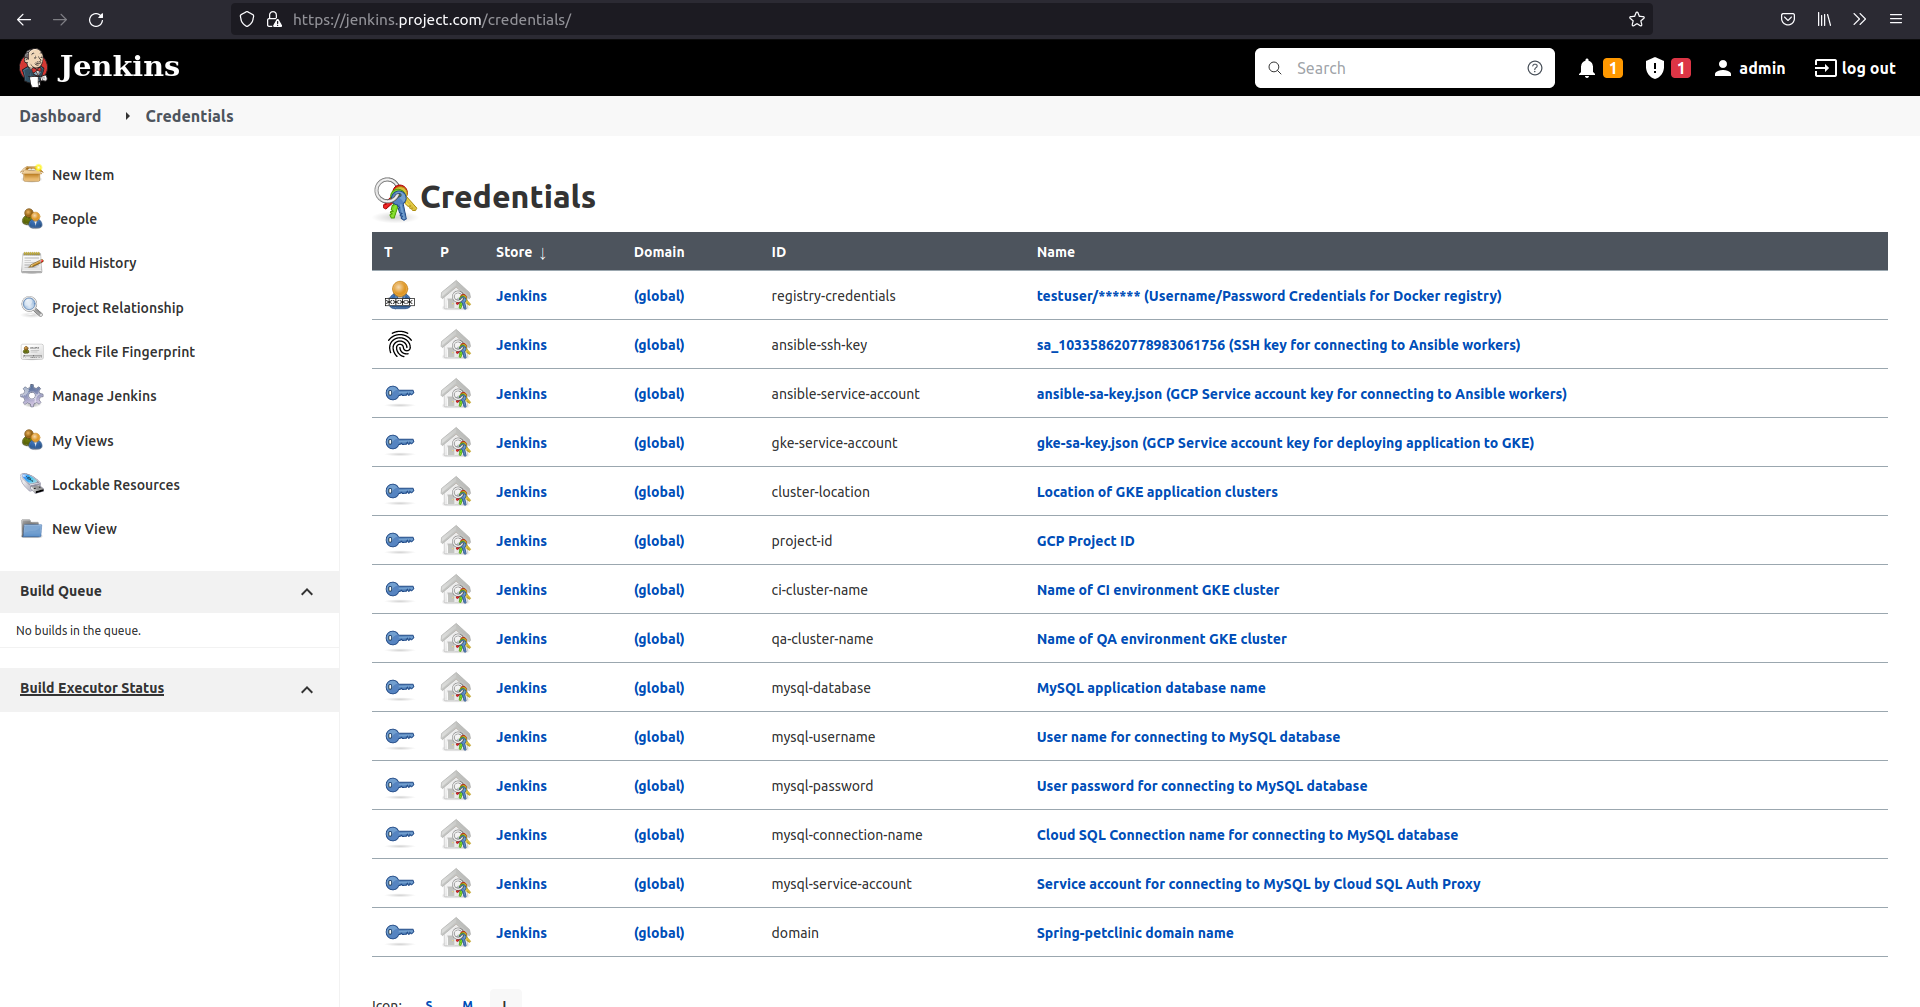 https://jenkins.project.com/credentials/
Jenkins
Search
1
1
admin
log out
Dashboard
Credentials
New Item
People
Build History
Project Relationship
Check File Fingerprint
Manage Jenkins
My Views
Lockable Resources
New View
Build Queue
No builds in the queue.
Build Executor Status
Credentials
T P Store ↓ Domain ID Name
Jenkins (global) registry-credentials testuser/****** (Username/Password Credentials for Docker registry)
Jenkins (global) ansible-ssh-key sa_103358620778983061756 (SSH key for connecting to Ansible workers)
Jenkins (global) ansible-service-account ansible-sa-key.json (GCP Service account key for connecting to Ansible workers)
Jenkins (global) gke-service-account gke-sa-key.json (GCP Service account key for deploying application to GKE)
Jenkins (global) cluster-location Location of GKE application clusters
Jenkins (global) project-id GCP Project ID
Jenkins (global) ci-cluster-name Name of CI environment GKE cluster
Jenkins (global) qa-cluster-name Name of QA environment GKE cluster
Jenkins (global) mysql-database MySQL application database name
Jenkins (global) mysql-username User name for connecting to MySQL database
Jenkins (global) mysql-password User password for connecting to MySQL database
Jenkins (global) mysql-connection-name Cloud SQL Connection name for connecting to MySQL database
Jenkins (global) mysql-service-account Service account for connecting to MySQL by Cloud SQL Auth Proxy
Jenkins (global) domain Spring-petclinic domain name
Icon: S M L